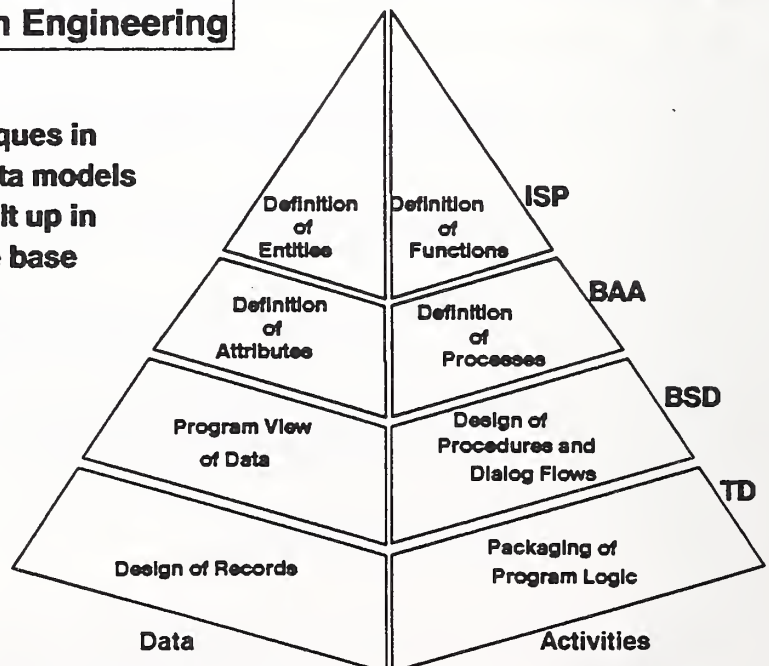 n Engineering
ques in
ta models
lt up in
base
Definition
of
Entities
Definition
of
Functions
ISP
Definition
of
Attributes
Definition
of
Processes
BAA
Program View
of Data
Design of
Procedures and
Dialog Flows
BSD
Design of Records
Packaging of
Program Logic
TD
Data
Activities